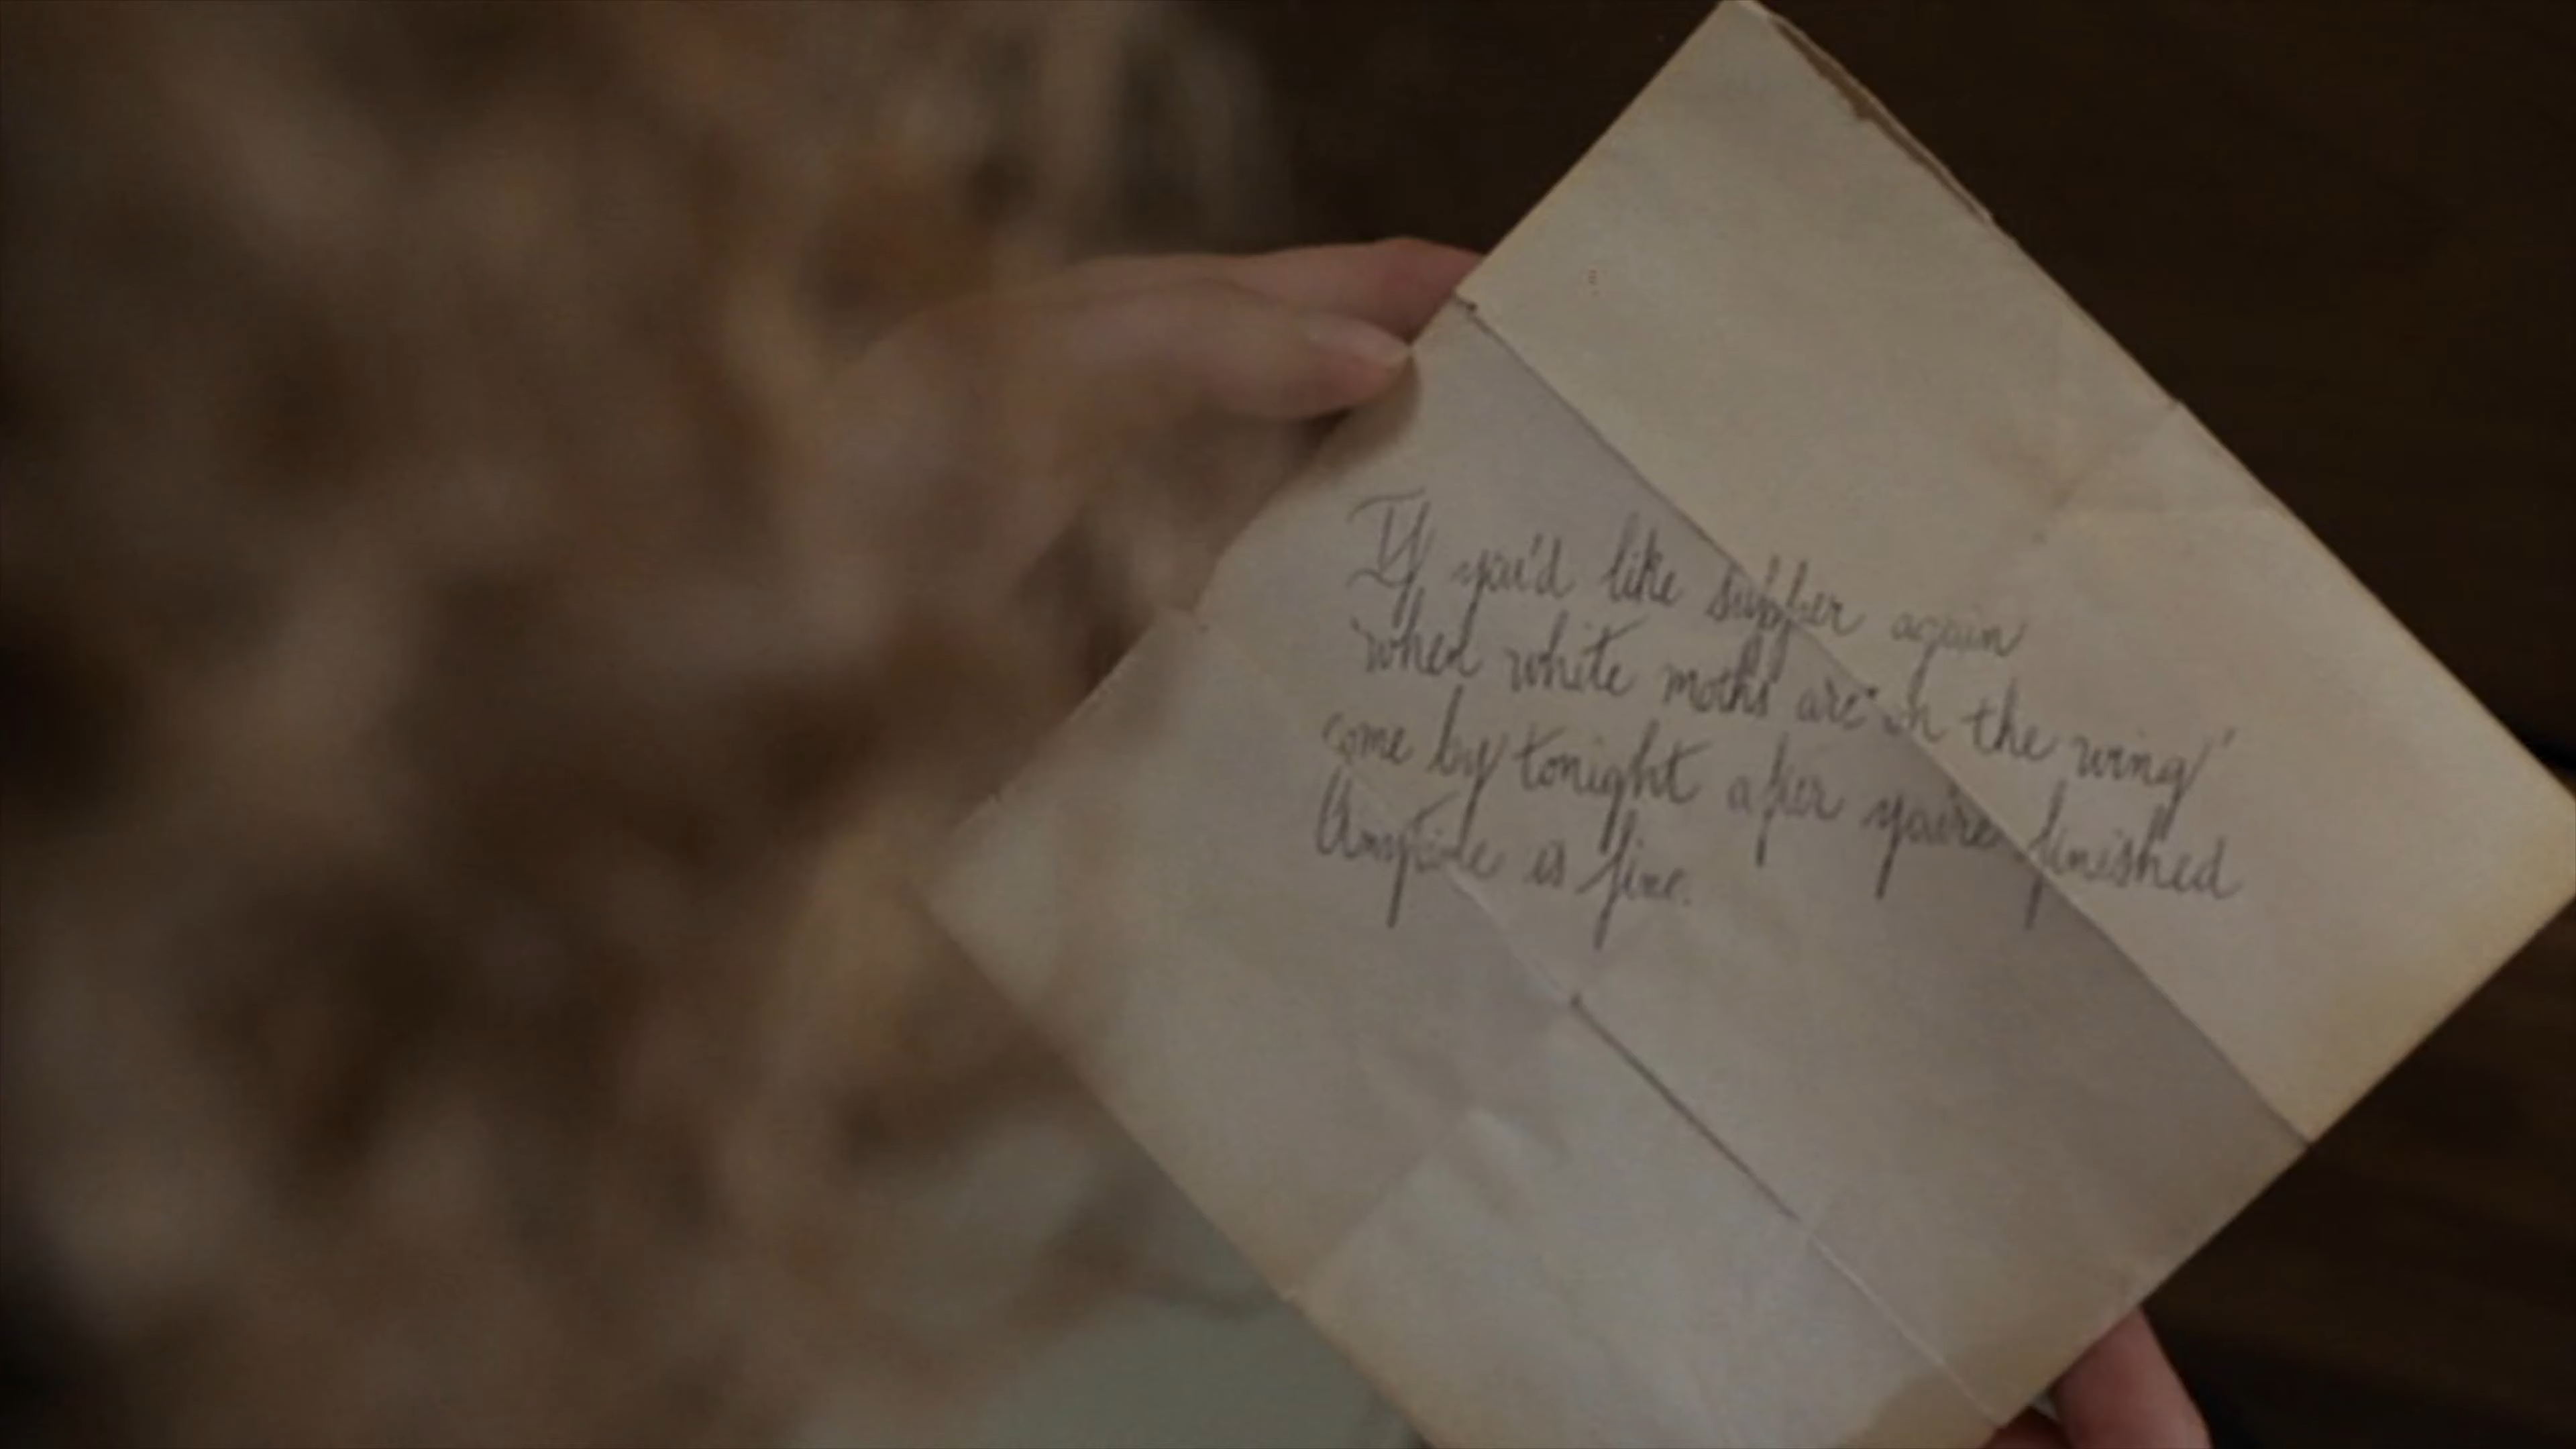 If you'd like supper again
'when white moths are on the wing'
come by tonight after you're finished
Anytime is fine.